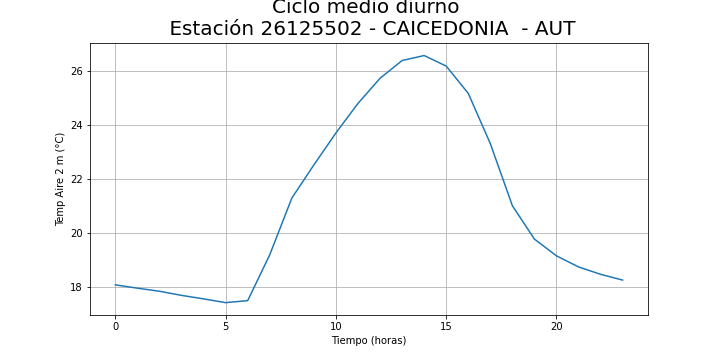 Ciclo medio diurno
Estación 26125502 - CAICEDONIA  - AUT
Temp Aire 2 m (°C)
26
24
22
20
18
0
5
10
15
20
Tiempo (horas)